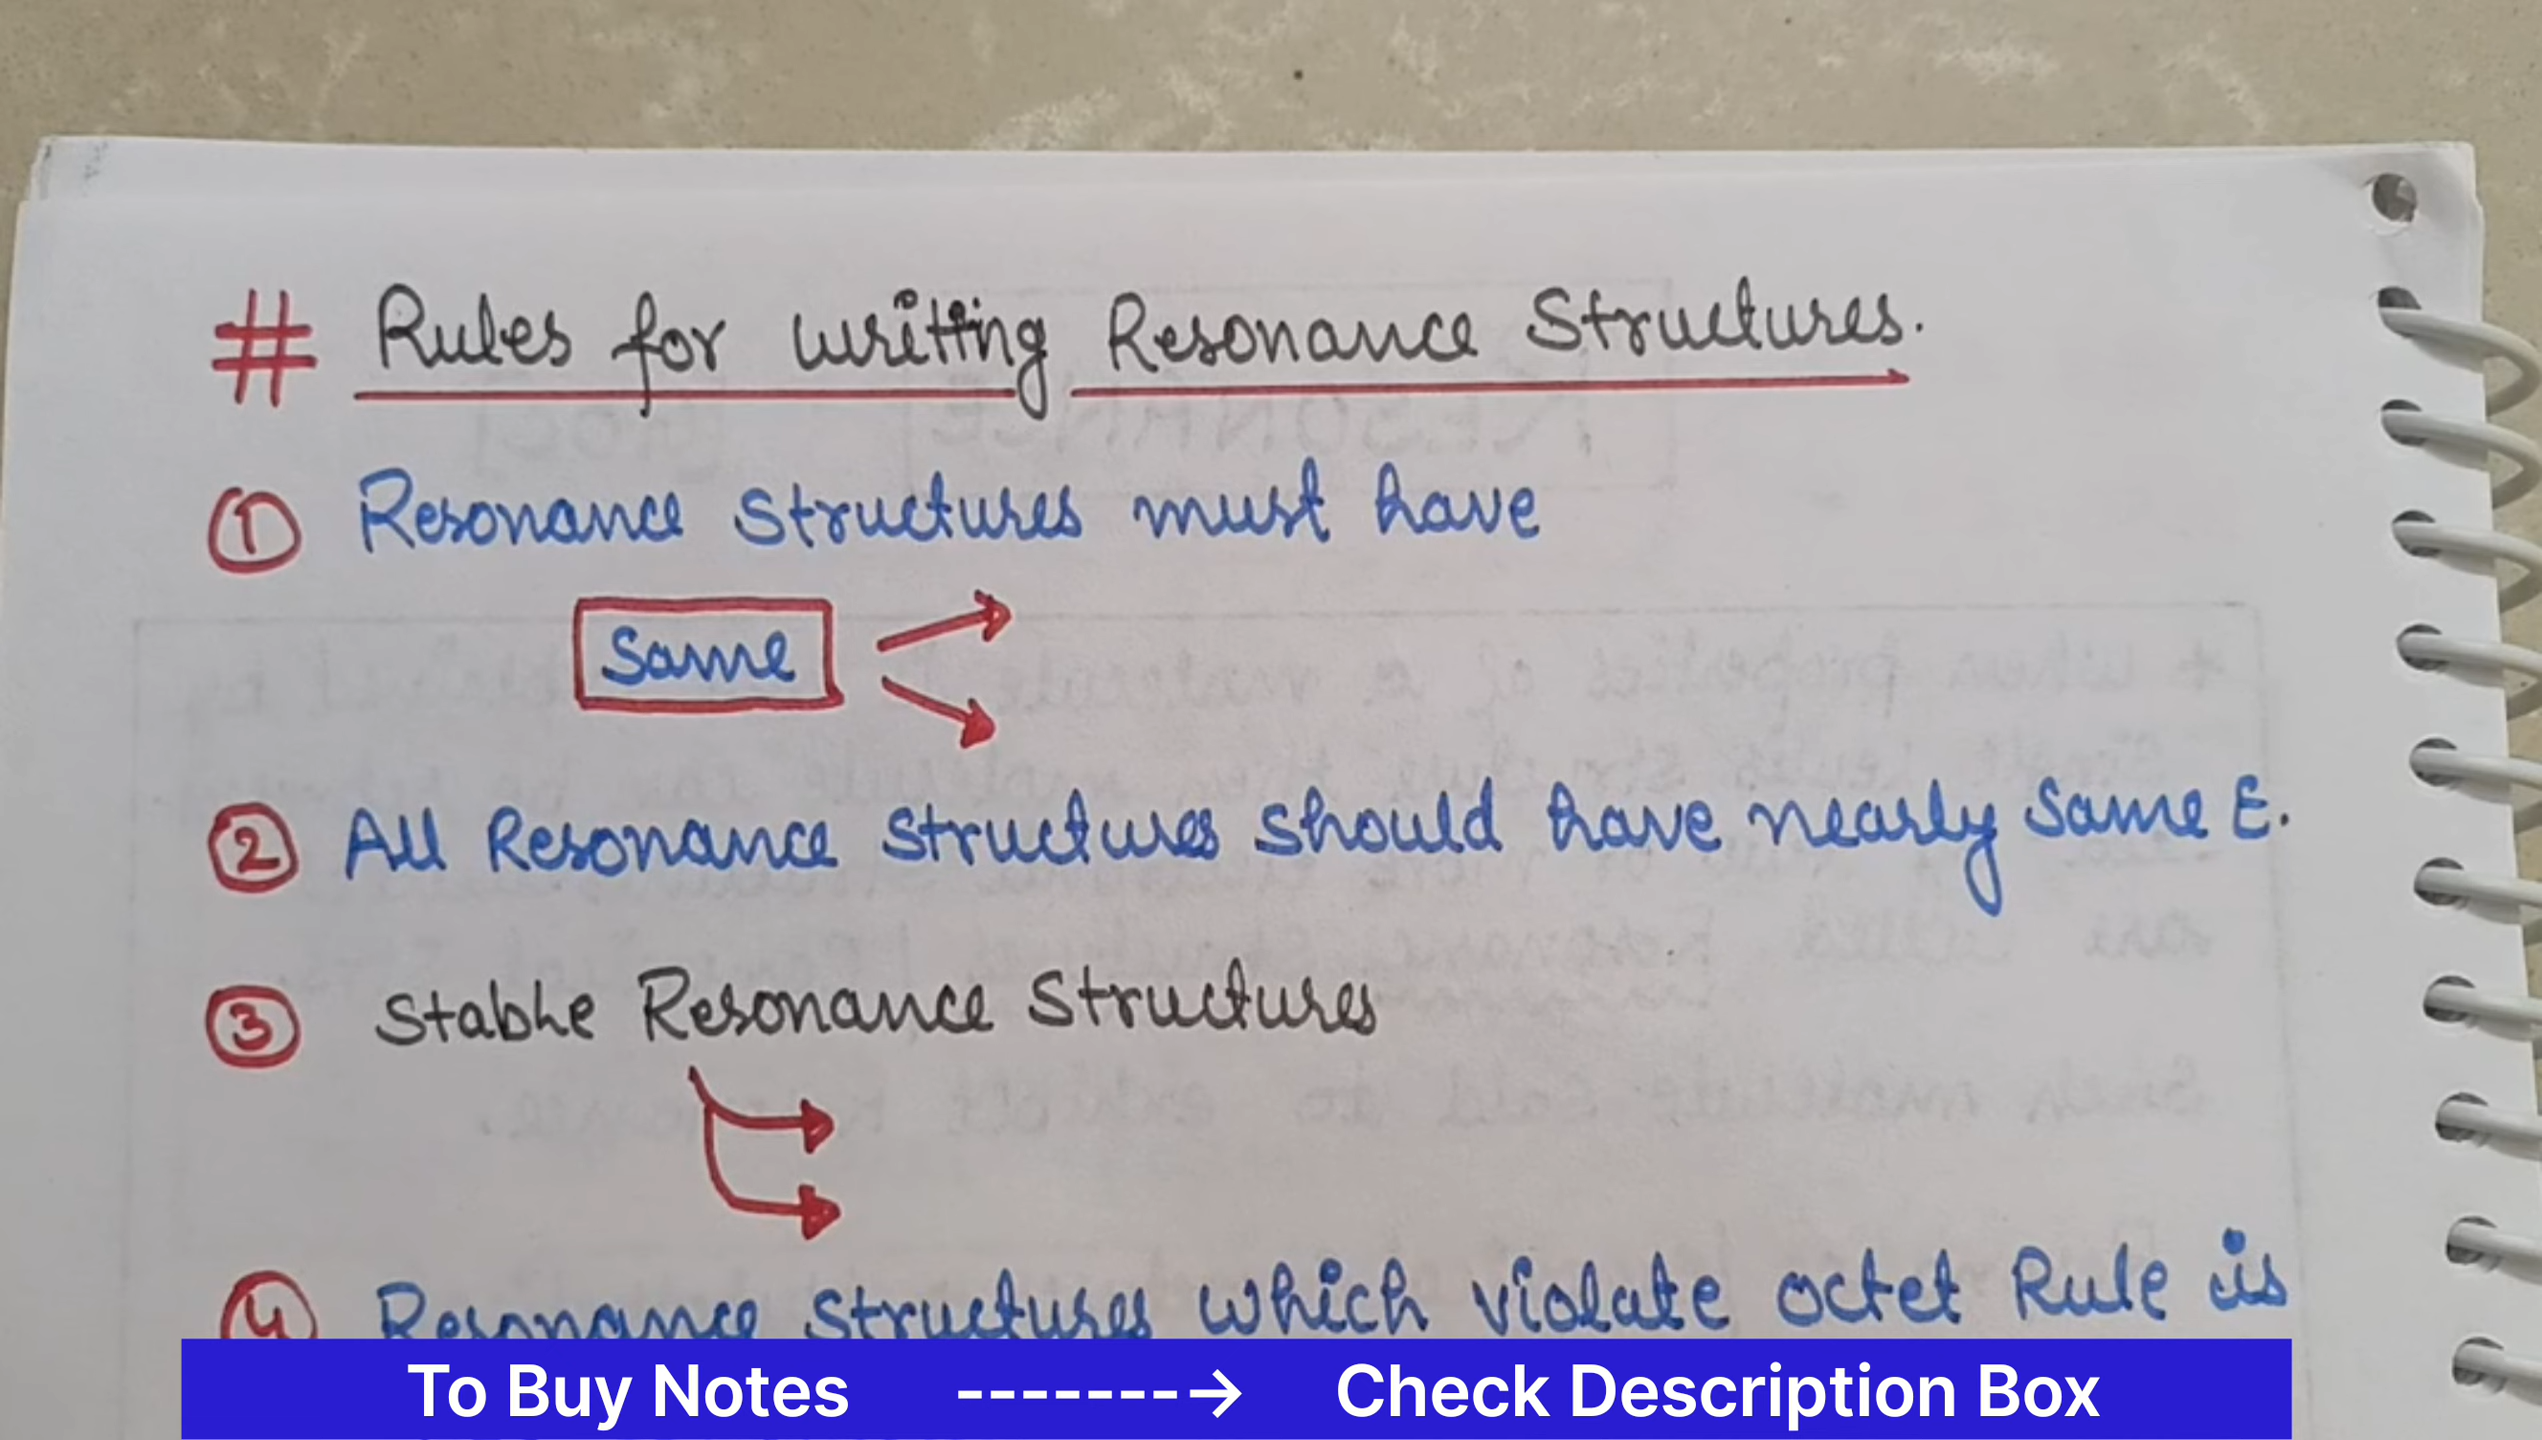 # Rules for writting Resonance Structures.
① Resonance Structures must have
Same
② All Resonance Structures should have nearly Same E.
③ Stable Resonance Structures
④ Resonance Structures which violate octet Rule is
To Buy Notes -------→ Check Description Box